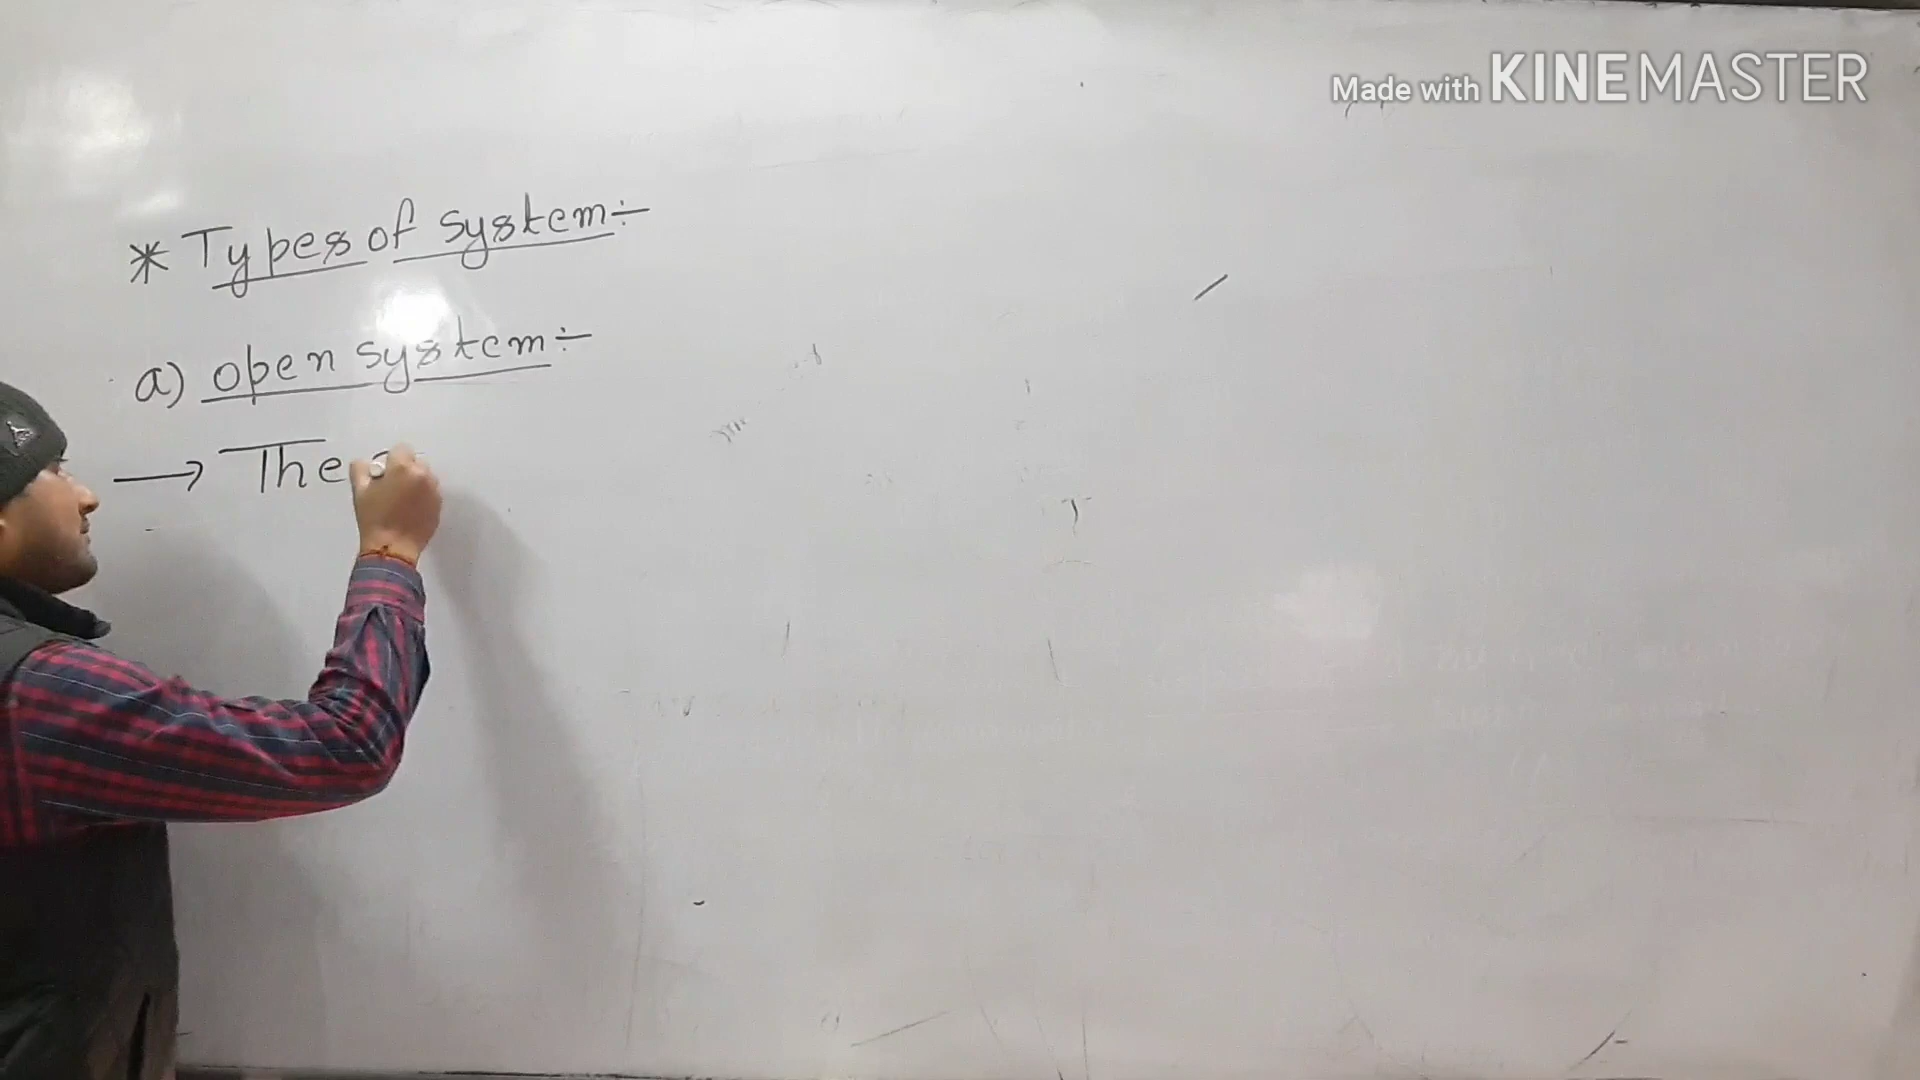 Made with KINEMASTER
* Types of system:-
a) open system:-
→ The